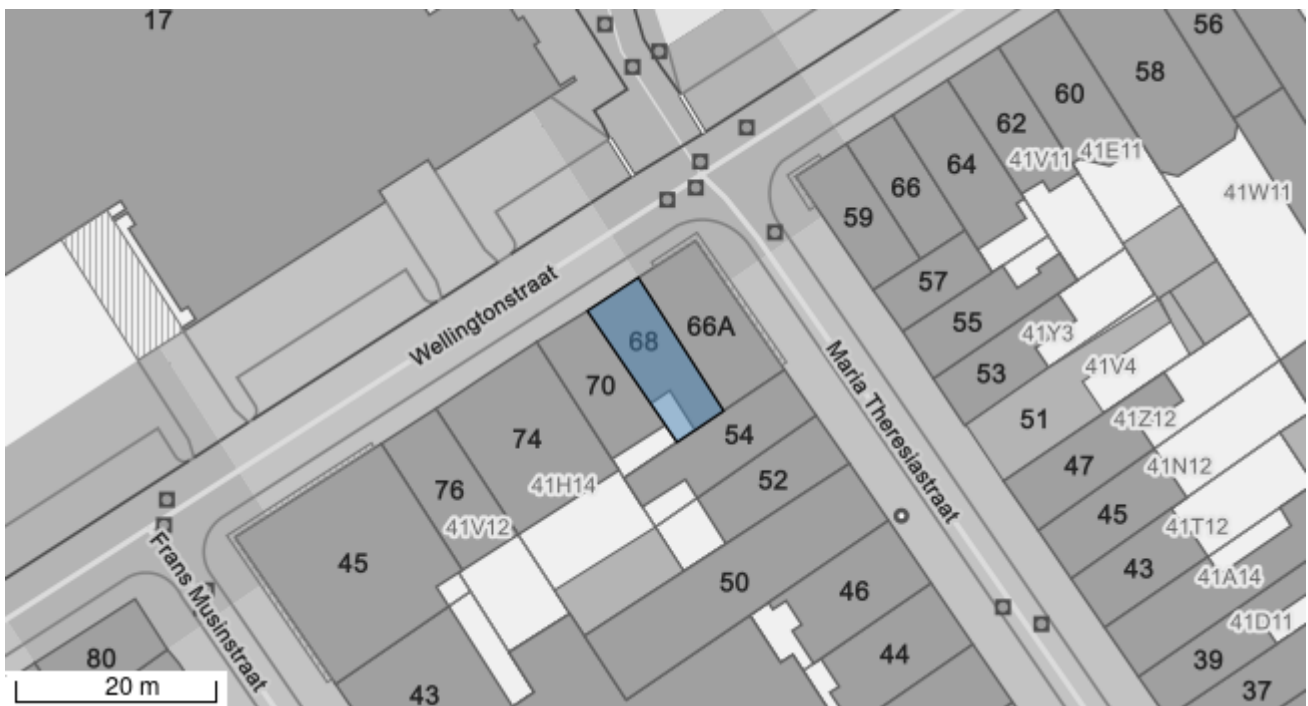 17
56
58
60
62
41V11
41E11
64
66
41W11
59
57
55
53
41Y3
41V4
51
41Z12
47
41N12
45
41T12
43
41A14
41D11
39
37
Wellingtonstraat
68
66A
70
Maria Theresiastraat
54
74
52
41H14
76
41V12
45
50
46
44
Frans Musinstraat
80
43
20 m